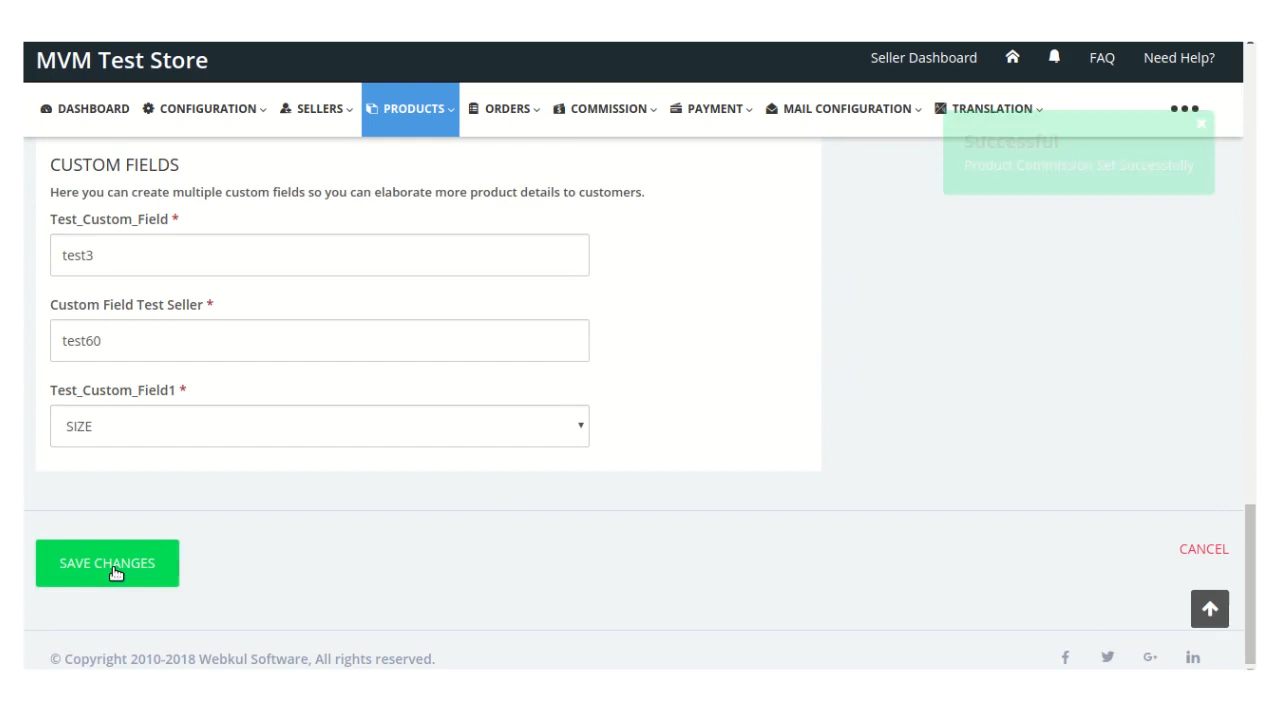 MVM Test Store
Seller Dashboard FAQ Need Help?
DASHBOARD CONFIGURATION SELLERS PRODUCTS ORDERS COMMISSION PAYMENT MAIL CONFIGURATION TRANSLATION
Successful
Product Commission Set Successfully
CUSTOM FIELDS
Here you can create multiple custom fields so you can elaborate more product details to customers.
Test_Custom_Field *
test3
Custom Field Test Seller *
test60
Test_Custom_Field1 *
SIZE
SAVE CHANGES
CANCEL
© Copyright 2010-2018 Webkul Software, All rights reserved.